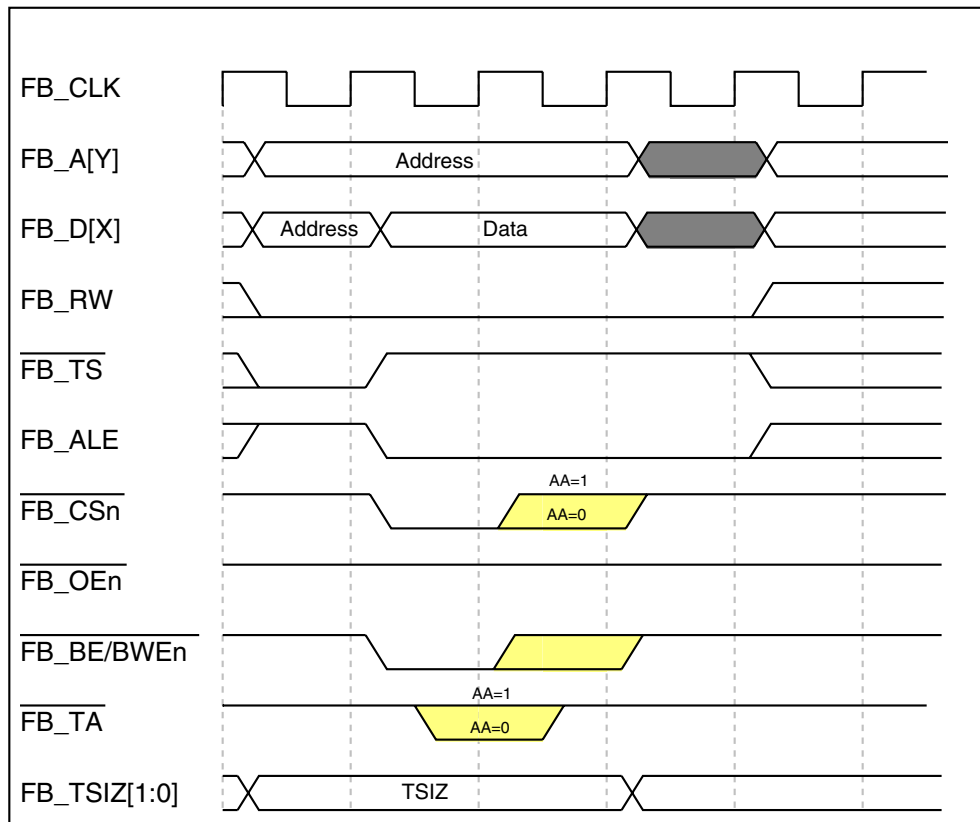 FB_CLK
FB_A[Y]
Address
FB_D[X]
Address
Data
FB_RW
FB_TS
FB_ALE
AA=1
FB_CSn
AA=0
FB_OEn
FB_BE/BWEn
AA=1
FB_TA
AA=0
FB_TSIZ[1:0]
TSIZ